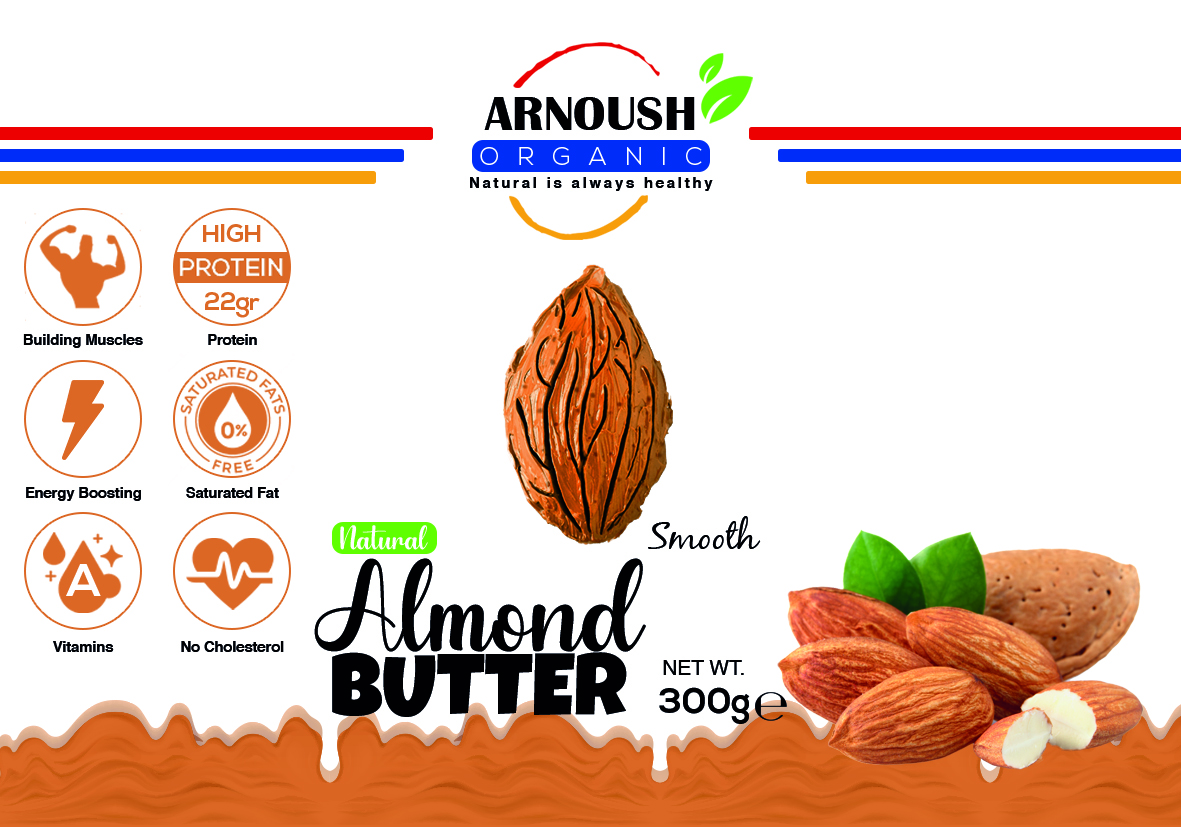 ARNOUSH
ORGANIC
Natural is always healthy
HIGH
PROTEIN
22gr
Building Muscles
Protein
SATURATED FATS
0%
FREE
Energy Boosting
Saturated Fat
A
Vitamins
No Cholesterol
Natural
Smooth
Almond
BUTTER
NET WT.
300g℮